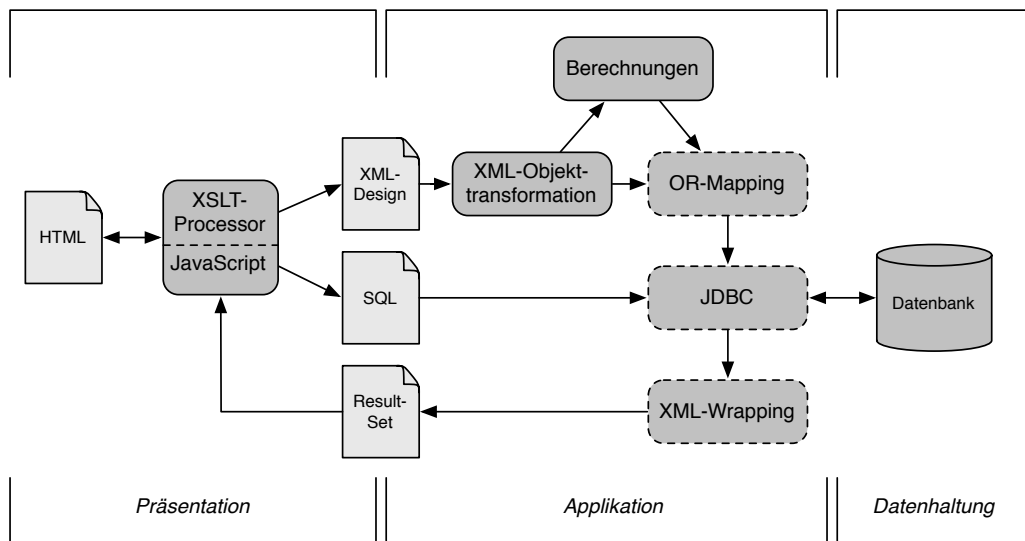 Berechnungen
XML-
Design
XML-Objekt-
transformation
OR-Mapping
HTML
XSLT-
Processor
JavaScript
SQL
JDBC
Datenbank
Result-
Set
XML-Wrapping
Präsentation
Applikation
Datenhaltung